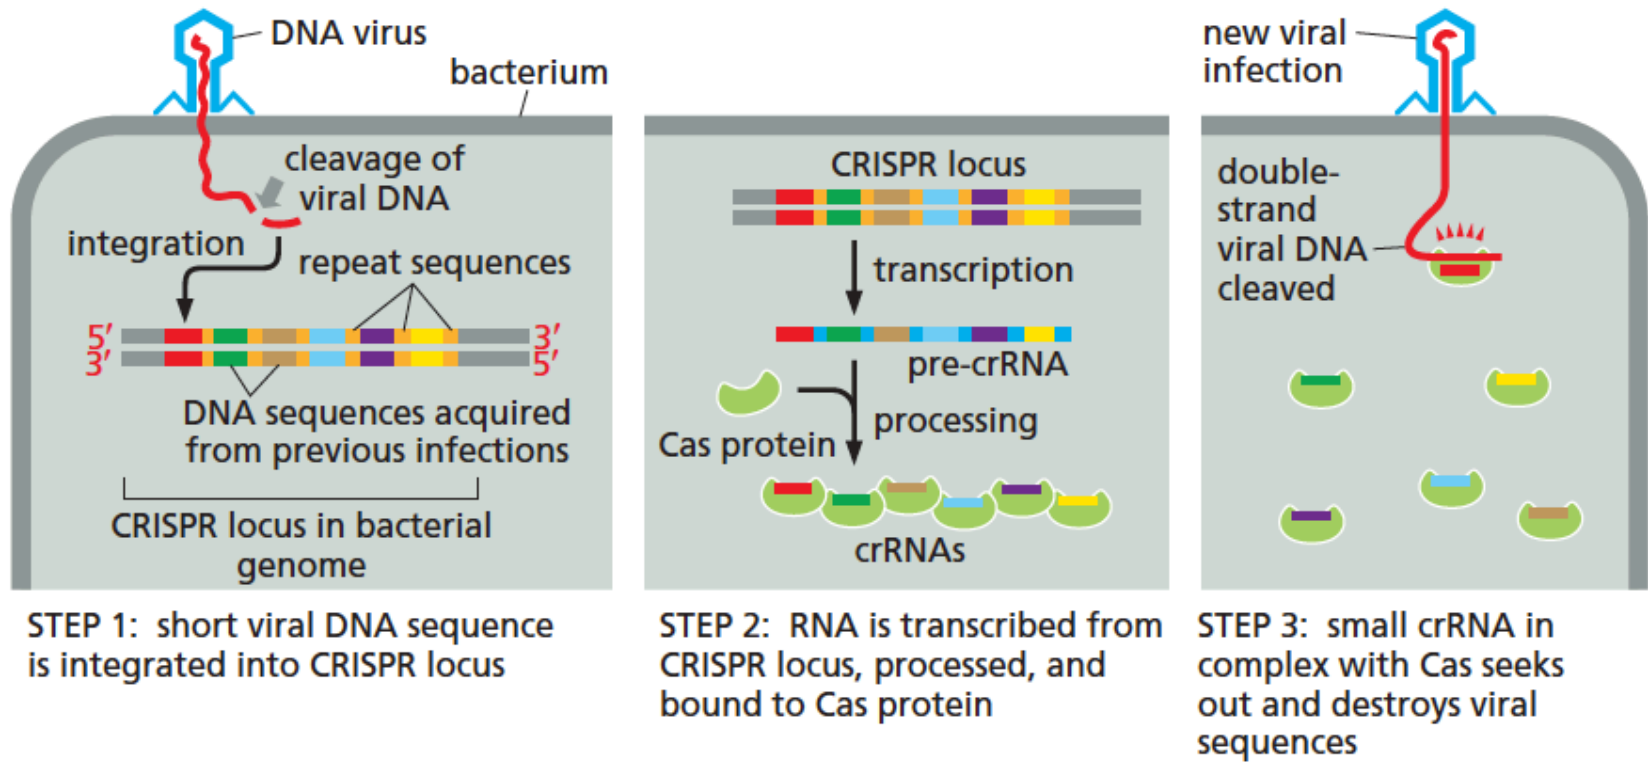 DNA virus
bacterium
cleavage of
viral DNA
integration
repeat sequences
5′ 3′
3′ 5′
DNA sequences acquired
from previous infections
CRISPR locus in bacterial
genome
STEP 1: short viral DNA sequence
is integrated into CRISPR locus
CRISPR locus
transcription
pre-crRNA
processing
Cas protein
crRNAs
STEP 2: RNA is transcribed from
CRISPR locus, processed, and
bound to Cas protein
new viral
infection
double-
strand
viral DNA
cleaved
STEP 3: small crRNA in
complex with Cas seeks
out and destroys viral
sequences